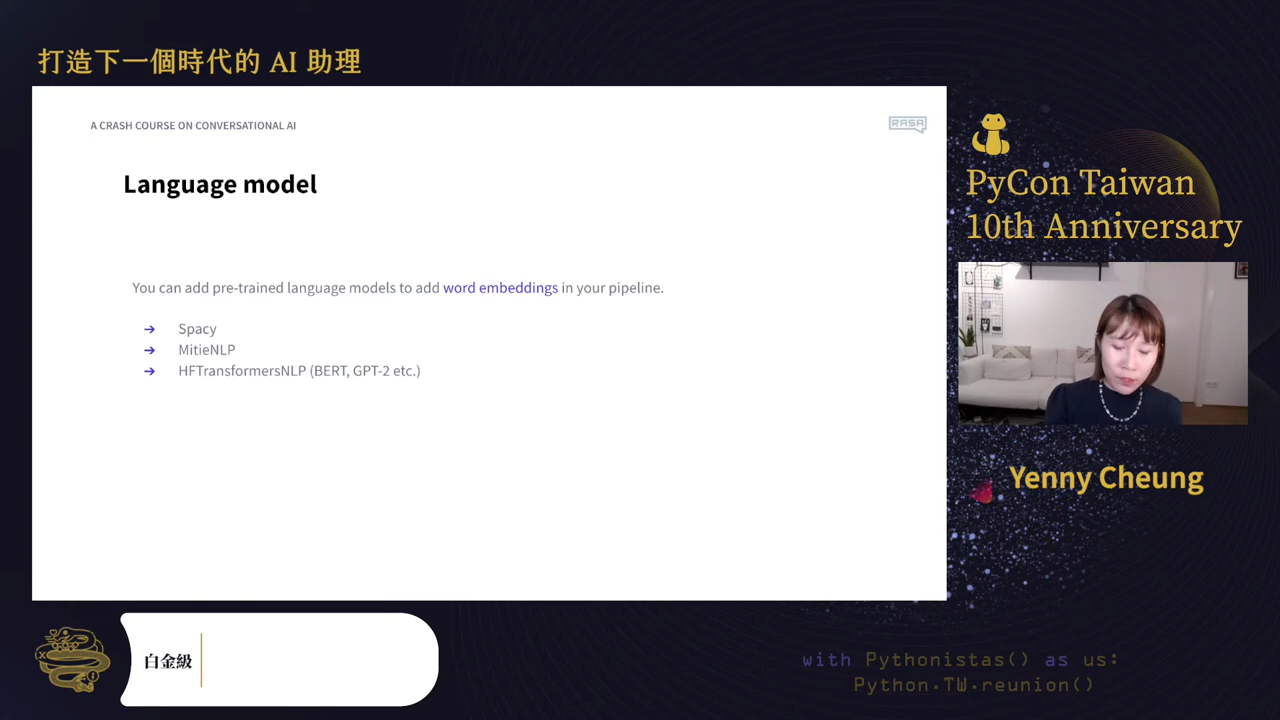 打造下一個時代的 AI 助理
A CRASH COURSE ON CONVERSATIONAL AI
RASA
Language model
You can add pre-trained language models to add word embeddings in your pipeline.
➔ Spacy
➔ MitieNLP
➔ HFTransformersNLP (BERT, GPT-2 etc.)
PyCon Taiwan
10th Anniversary
Yenny Cheung
白金級
with Pythonistas() as us:
Python.TW.reunion()